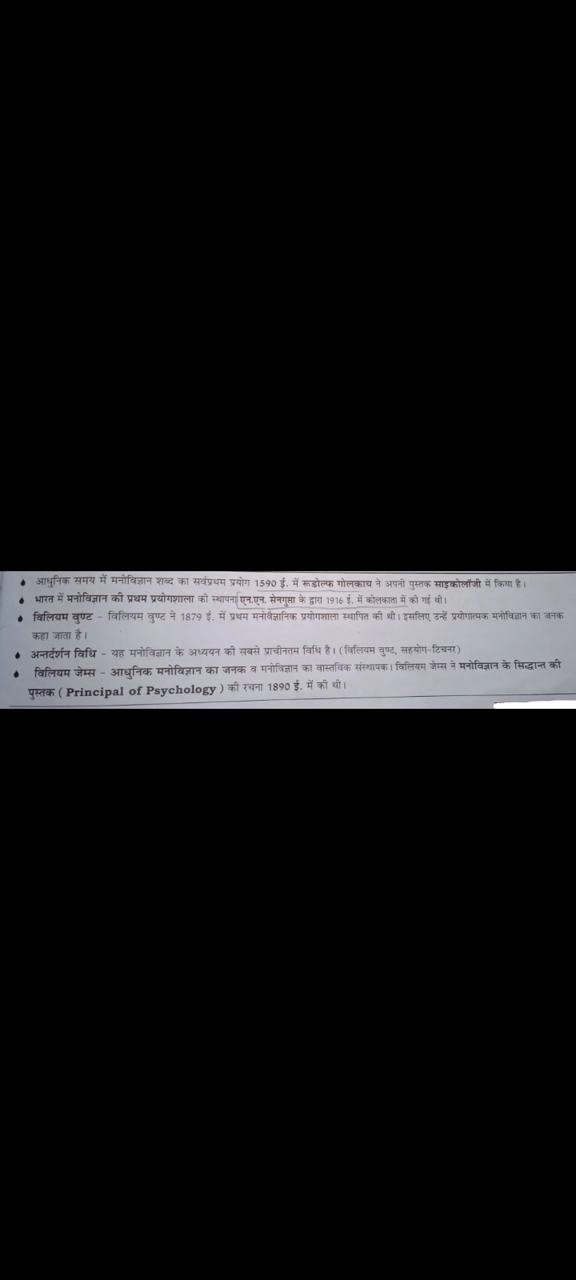 आधुनिक समय में मनोविज्ञान शब्द का सर्वप्रथम प्रयोग 1590 ई. में रूडोल्फ गोलकाय ने अपनी पुस्तक साइकोलॉजी में किया है।
भारत में मनोविज्ञान की प्रथम प्रयोगशाला की स्थापना एन.एन. सेनगुप्ता के द्वारा 1916 ई. में कोलकाता में की गई थी।
विलियम वुण्ट – विलियम वुण्ट ने 1879 ई. में प्रथम मनोवैज्ञानिक प्रयोगशाला स्थापित की थी। इसलिए उन्हें प्रयोगात्मक मनोविज्ञान का जनक
कहा जाता है।
अन्तर्दर्शन विधि – यह मनोविज्ञान के अध्ययन की सबसे प्राचीनतम विधि है। (विलियम वुण्ट, सहयोग-टिचनर)
विलियम जेम्स – आधुनिक मनोविज्ञान का जनक व मनोविज्ञान का वास्तविक संस्थापक। विलियम जेम्स ने मनोविज्ञान के सिद्धान्त की
पुस्तक ( Principal of Psychology ) की रचना 1890 ई. में की थी।